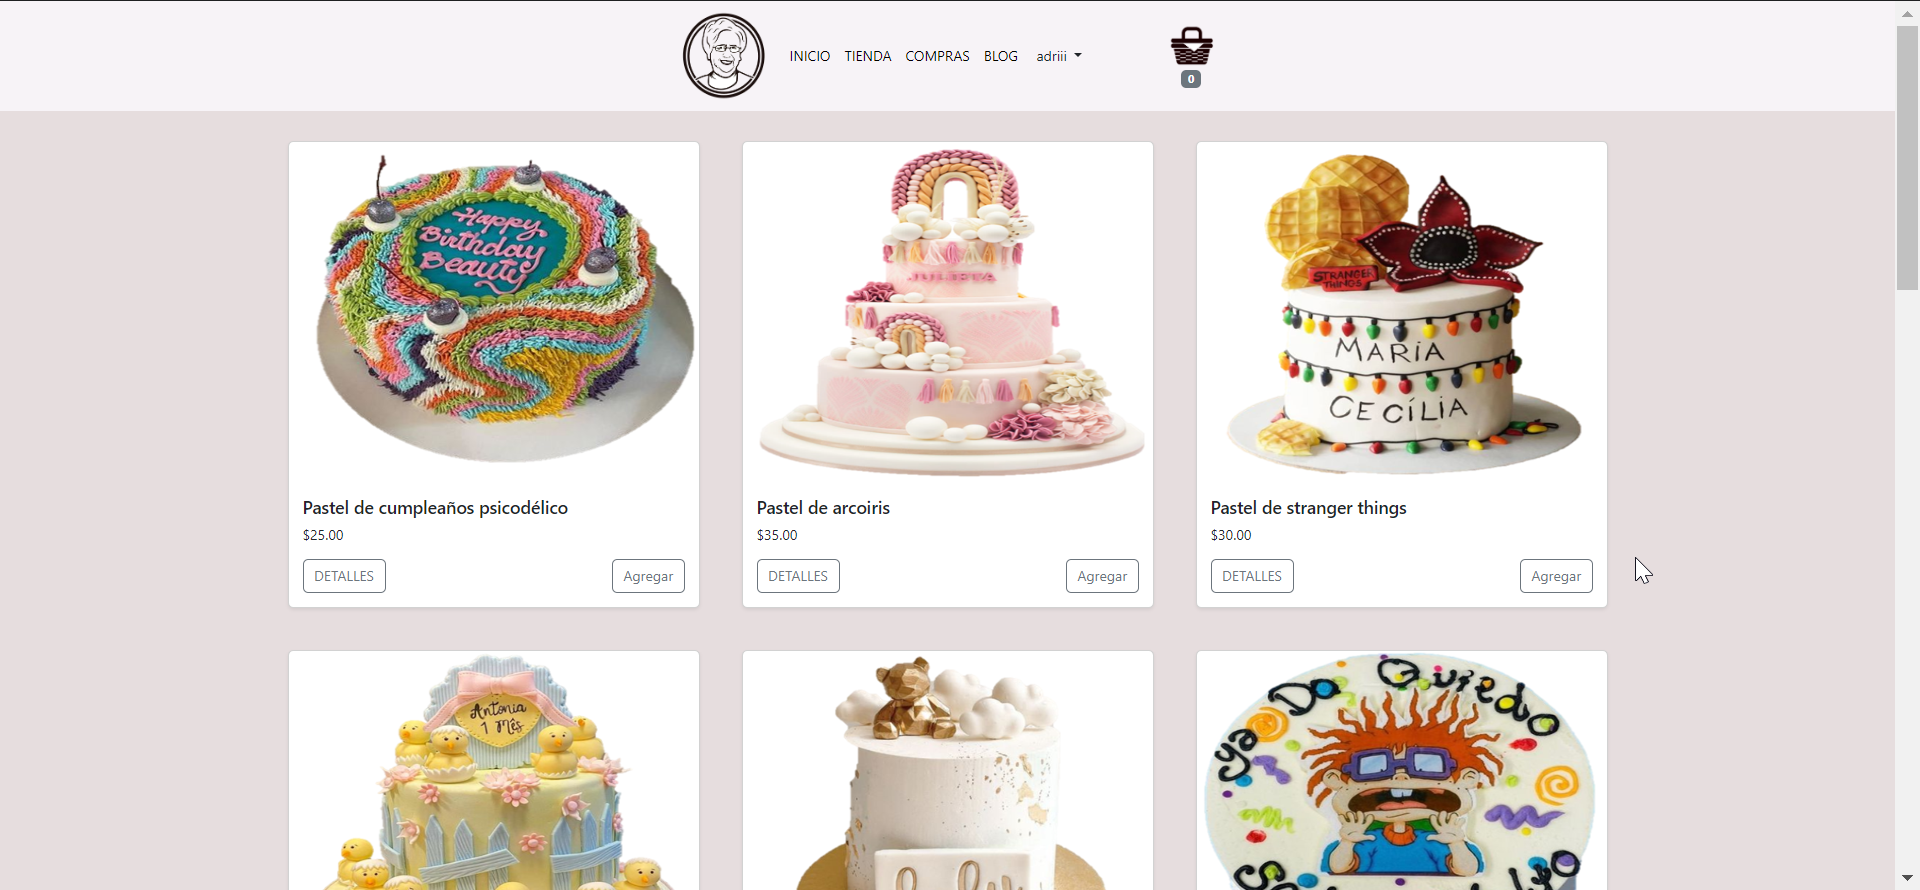 INICIO TIENDA COMPRAS BLOG adriii
0
Happy
Birthday
Beauty
JULIETA
STRANGER
THINGS
MARIA
CECÍLIA
Pastel de cumpleaños psicodélico
$25.00
DETALLES Agregar
Pastel de arcoiris
$35.00
DETALLES Agregar
Pastel de stranger things
$30.00
DETALLES Agregar
Antonia
1 Mês
ya Do Quiedo